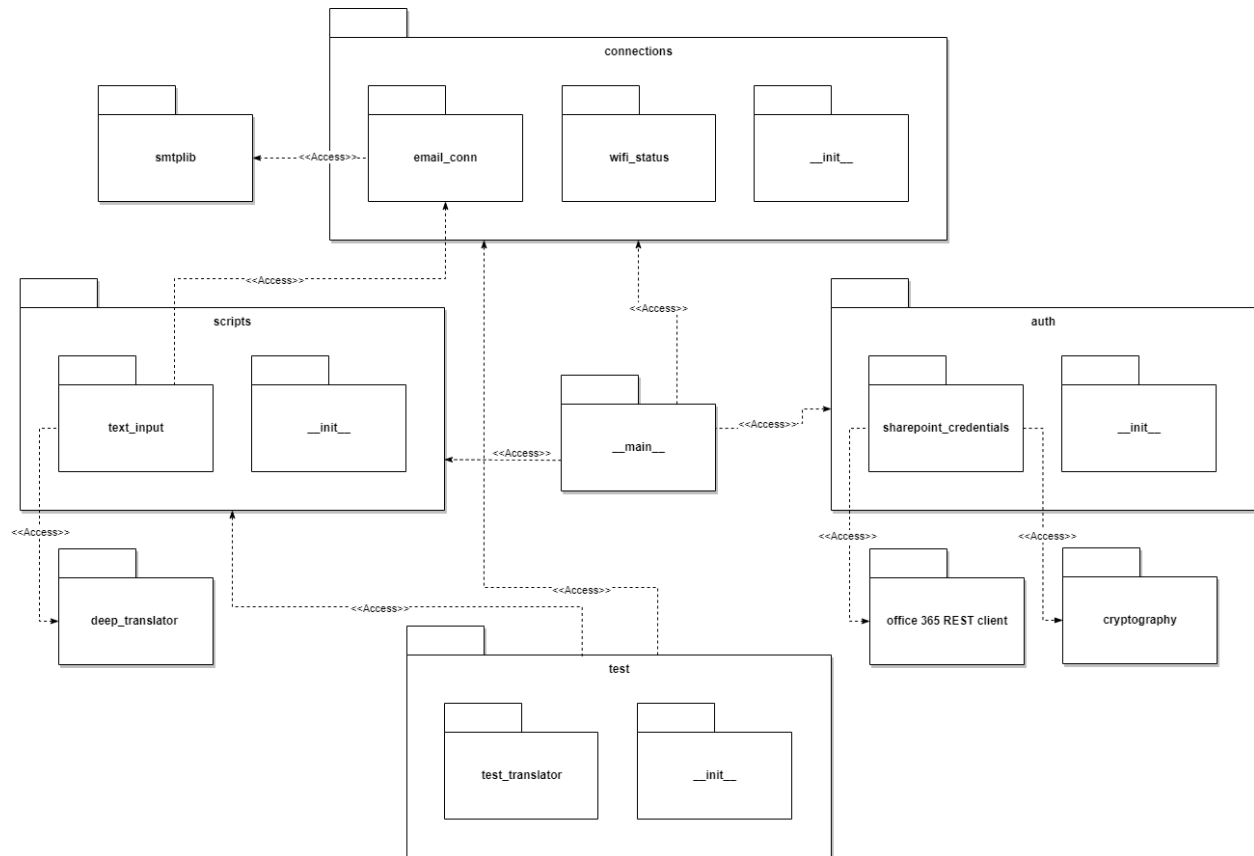 connections
smtplib
<<Access>>
email_conn
wifi_status
__init__
<<Access>>
<<Access>>
scripts
auth
text_input
__init__
__main__
<<Access>>
sharepoint_credentials
__init__
<<Access>>
<<Access>>
<<Access>>
<<Access>>
deep_translator
<<Access>>
<<Access>>
office 365 REST client
cryptography
test
test_translator
__init__